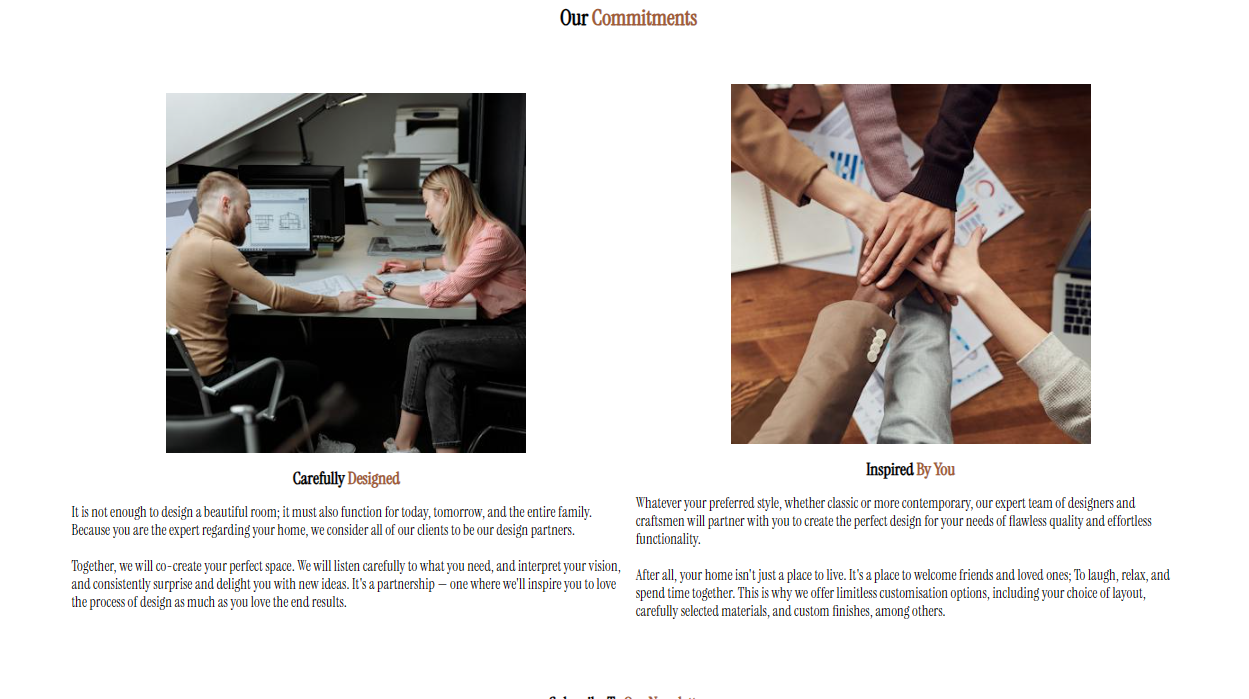 Our Commitments
Carefully Designed
It is not enough to design a beautiful room; it must also function for today, tomorrow, and the entire family.
Because you are the expert regarding your home, we consider all of our clients to be our design partners.
Together, we will co-create your perfect space. We will listen carefully to what you need, and interpret your vision,
and consistently surprise and delight you with new ideas. It's a partnership — one where we'll inspire you to love
the process of design as much as you love the end results.
Inspired By You
Whatever your preferred style, whether classic or more contemporary, our expert team of designers and
craftsmen will partner with you to create the perfect design for your needs of flawless quality and effortless
functionality.
After all, your home isn't just a place to live. It's a place to welcome friends and loved ones; To laugh, relax, and
spend time together. This is why we offer limitless customisation options, including your choice of layout,
carefully selected materials, and custom finishes, among others.